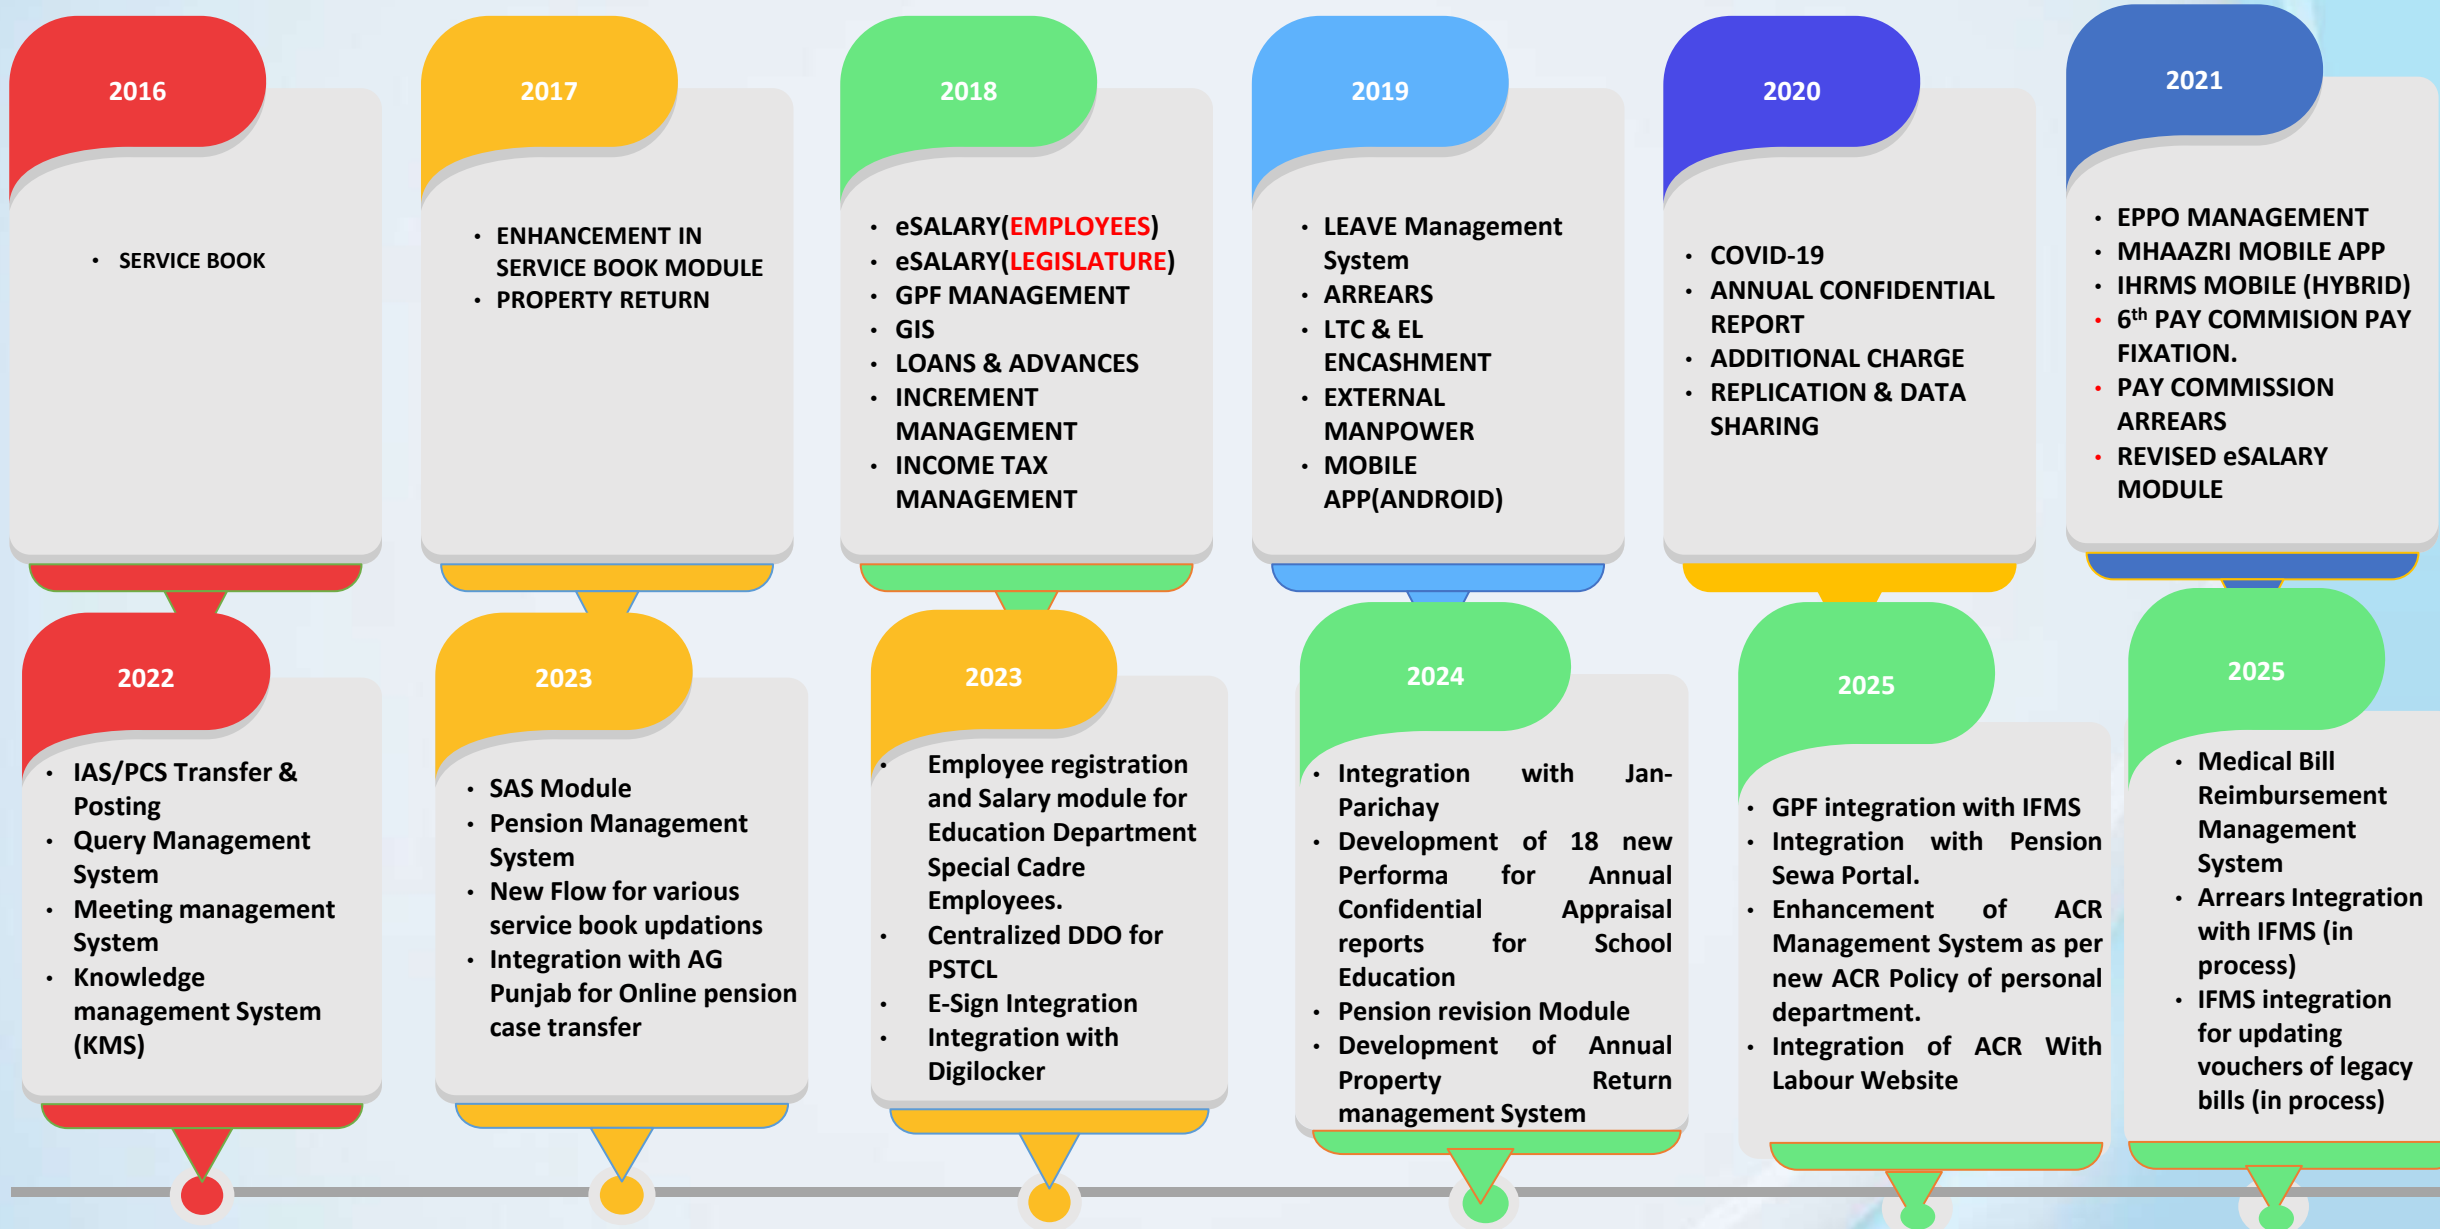 2016
• SERVICE BOOK
2017
• ENHANCEMENT IN
SERVICE BOOK MODULE
• PROPERTY RETURN
2018
• eSALARY(EMPLOYEES)
• eSALARY(LEGISLATURE)
• GPF MANAGEMENT
• GIS
• LOANS & ADVANCES
• INCREMENT
MANAGEMENT
• INCOME TAX
MANAGEMENT
2019
• LEAVE Management
System
• ARREARS
• LTC & EL
ENCASHMENT
• EXTERNAL
MANPOWER
• MOBILE
APP(ANDROID)
2020
• COVID-19
• ANNUAL CONFIDENTIAL
REPORT
• ADDITIONAL CHARGE
• REPLICATION & DATA
SHARING
2021
• EPPO MANAGEMENT
• MHAAZRI MOBILE APP
• IHRMS MOBILE (HYBRID)
• 6th PAY COMMISION PAY
FIXATION.
• PAY COMMISSION
ARREARS
• REVISED eSALARY
MODULE
2022
• IAS/PCS Transfer &
Posting
• Query Management
System
• Meeting management
System
• Knowledge
management System
(KMS)
2023
• SAS Module
• Pension Management
System
• New Flow for various
service book updations
• Integration with AG
Punjab for Online pension
case transfer
2023
• Employee registration
and Salary module for
Education Department
Special Cadre
Employees.
• Centralized DDO for
PSTCL
• E-Sign Integration
• Integration with
Digilocker
2024
• Integration with Jan-
Parichay
• Development of 18 new
Performa for Annual
Confidential Appraisal
reports for School
Education
• Pension revision Module
• Development of Annual
Property Return
management System
2025
• GPF integration with IFMS
• Integration with Pension
Sewa Portal.
• Enhancement of ACR
Management System as per
new ACR Policy of personal
department.
• Integration of ACR With
Labour Website
2025
• Medical Bill
Reimbursement
Management
System
• Arrears Integration
with IFMS (in
process)
• IFMS integration
for updating
vouchers of legacy
bills (in process)